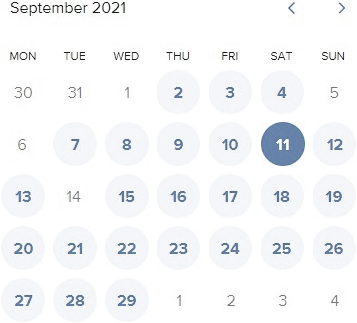 September 2021
MON TUE WED THU FRI SAT SUN
30 31 1 2 3 4 5
6 7 8 9 10 11 12
13 14 15 16 17 18 19
20 21 22 23 24 25 26
27 28 29 1 2 3 4